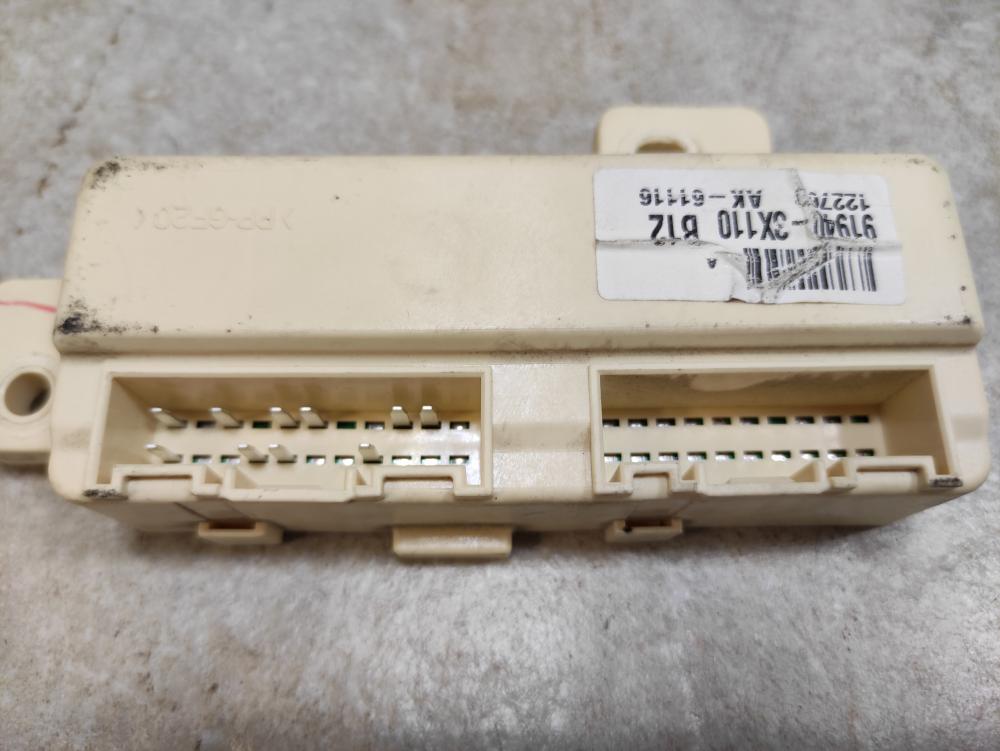 >PP-GF20<
A
91940-3X110 B12
AK-61116